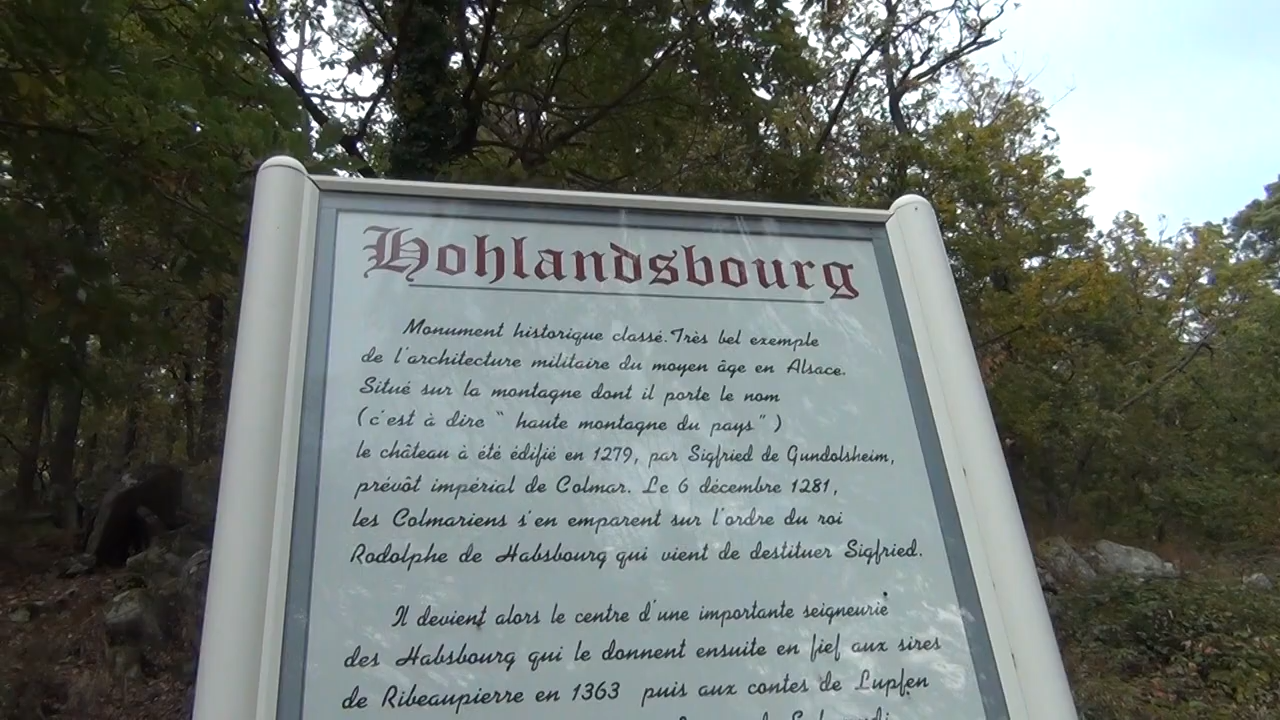 Hohlandsbourg
Monument historique classé. Très bel exemple
de l'architecture militaire du moyen âge en Alsace.
Situé sur la montagne dont il porte le nom
(c'est à dire " haute montagne du pays" )
le château à été édifié en 1279, par Sigfried de Gundolsheim,
prévôt impérial de Colmar. Le 6 décembre 1281,
les Colmariens s'en emparent sur l'ordre du roi
Rodolphe de Habsbourg qui vient de destituer Sigfried.
Il devient alors le centre d'une importante seigneurie
des Habsbourg qui le donnent ensuite en fief aux sires
de Ribeaupierre en 1363 puis aux contes de Lupfen